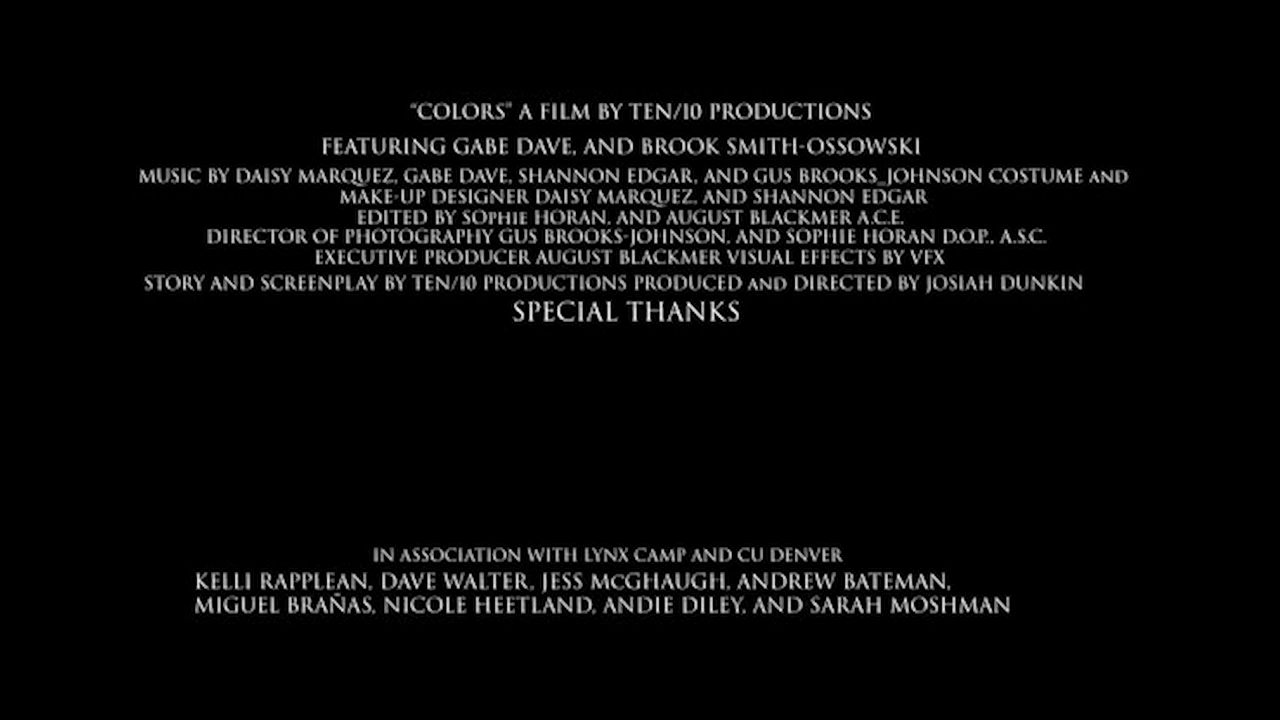 “COLORS” A FILM BY TEN/10 PRODUCTIONS
FEATURING GABE DAVE, AND BROOK SMITH-OSSOWSKI
MUSIC BY DAISY MARQUEZ, GABE DAVE, SHANNON EDGAR, AND GUS BROOKS_JOHNSON COSTUME AND
MAKE-UP DESIGNER DAISY MARQUEZ, AND SHANNON EDGAR
EDITED BY SOPHIE HORAN, AND AUGUST BLACKMER A.C.E.
DIRECTOR OF PHOTOGRAPHY GUS BROOKS-JOHNSON, AND SOPHIE HORAN D.O.P., A.S.C.
EXECUTIVE PRODUCER AUGUST BLACKMER VISUAL EFFECTS BY VFX
STORY AND SCREENPLAY BY TEN/10 PRODUCTIONS PRODUCED AND DIRECTED BY JOSIAH DUNKIN
SPECIAL THANKS
IN ASSOCIATION WITH LYNX CAMP AND CU DENVER
KELLI RAPPLEAN, DAVE WALTER, JESS McGHAUGH, ANDREW BATEMAN,
MIGUEL BRAÑAS, NICOLE HEETLAND, ANDIE DILEY, AND SARAH MOSHMAN